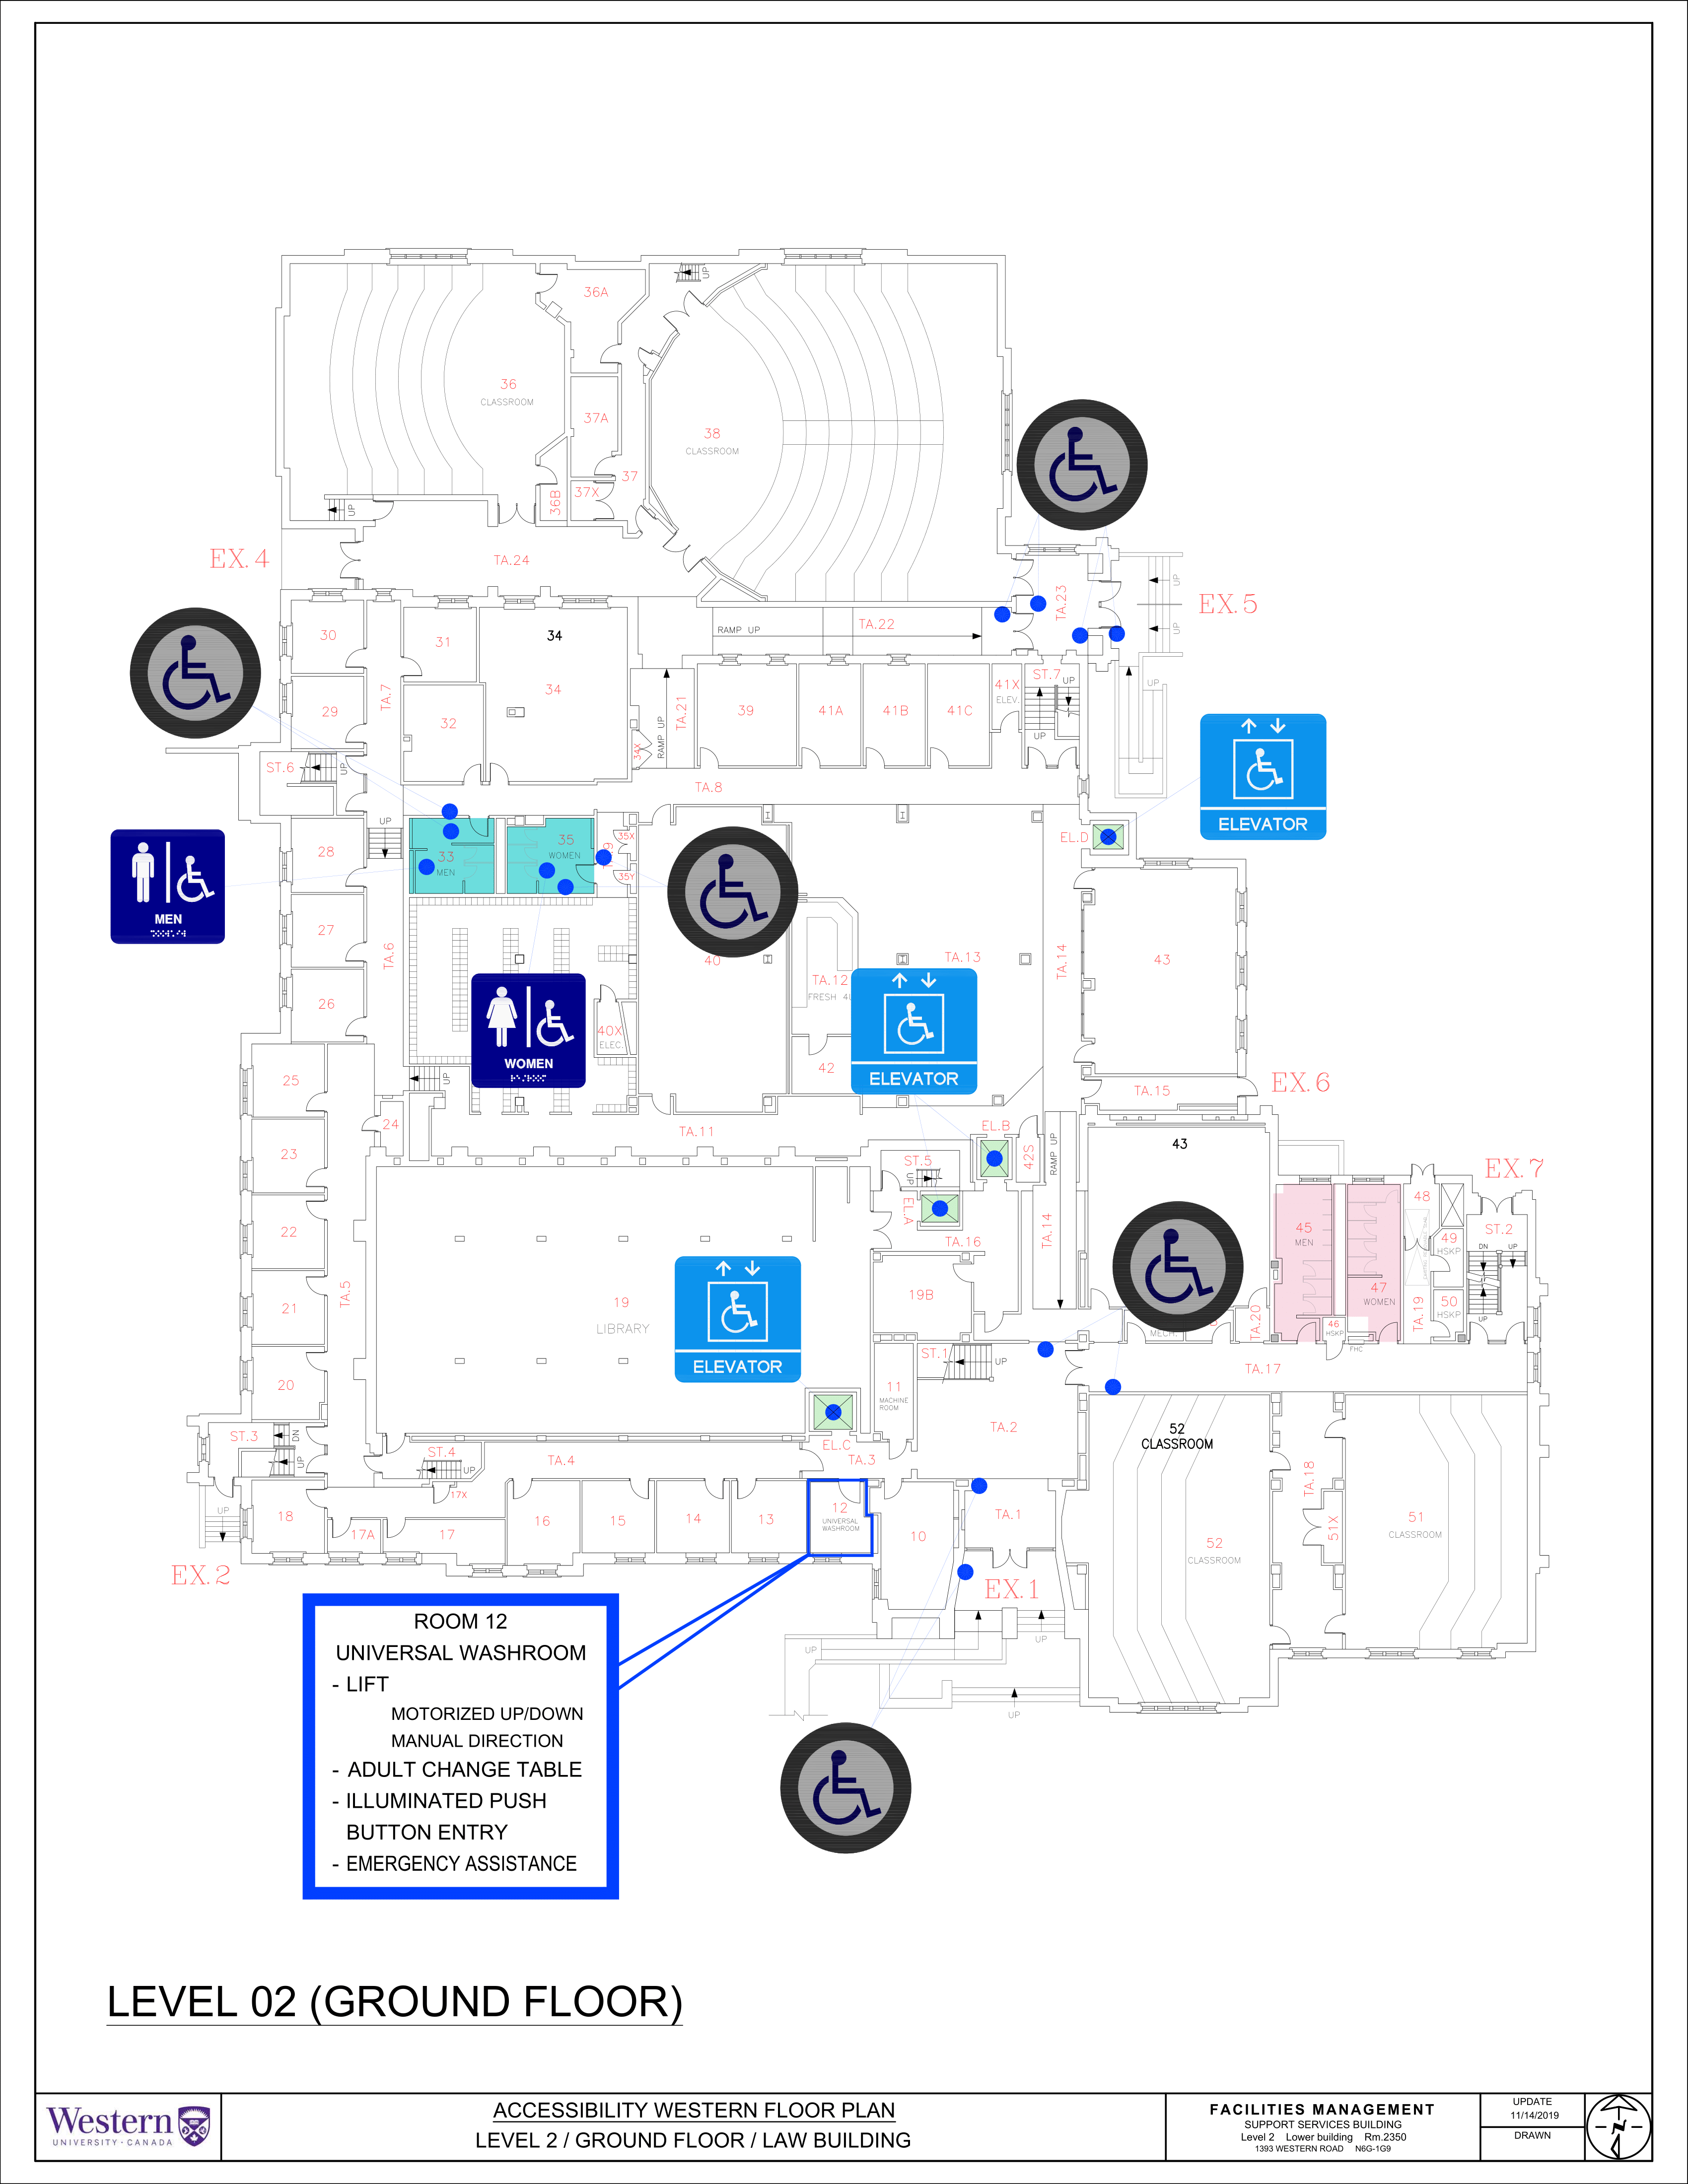 36A
UP
36
CLASSROOM
37A
38
CLASSROOM
37
37X
36B
UP
EX.4
TA.24
TA.23
UP
EX.5
UP
30
31
34
RAMP UP
TA.22
34
29
TA.7
32
TA.21
RAMP UP
34X
39
41A
41B
41C
41X
ELEV.
ST.7
UP
UP
UP
ST.6
UP
TA.8
ELEVATOR
UP
EL.D
28
33
MEN
35
WOMEN
35X
35Y
MEN
27
TA.6
40
TA.13
TA.14
43
TA.12
26
40X
ELEC.
WOMEN
42
ELEVATOR
25
UP
TA.15
EX.6
24
TA.11
EL.B
RAMP UP
43
23
ST.5
UP
42S
EX.7
EL.A
48
22
TA.16
TA.14
45
MEN
49
HSKP
ST.2
DN
UP
TA.5
21
19
LIBRARY
19B
47
WOMEN
50
HSKP
TA.19
UP
TA.20
46
HSKP
MECH.
FHC
ELEVATOR
ST.1
UP
TA.17
20
11
MACHINE
ROOM
TA.2
52
CLASSROOM
ST.3
DN
UP
EL.C
ST.4
UP
TA.4
TA.3
TA.18
17X
18
UP
17A
17
16
15
14
13
12
UNIVERSAL
WASHROOM
10
TA.1
51X
51
CLASSROOM
52
CLASSROOM
EX.2
EX.1
UP
UP
UP
ROOM 12
UNIVERSAL WASHROOM
- LIFT
MOTORIZED UP/DOWN
MANUAL DIRECTION
- ADULT CHANGE TABLE
- ILLUMINATED PUSH
BUTTON ENTRY
- EMERGENCY ASSISTANCE
LEVEL 02 (GROUND FLOOR)
Western
UNIVERSITY · CANADA
ACCESSIBILITY WESTERN FLOOR PLAN
LEVEL 2 / GROUND FLOOR / LAW BUILDING
FACILITIES MANAGEMENT
SUPPORT SERVICES BUILDING
Level 2 Lower building Rm.2350
1393 WESTERN ROAD N6G-1G9
UPDATE
11/14/2019
DRAWN
N